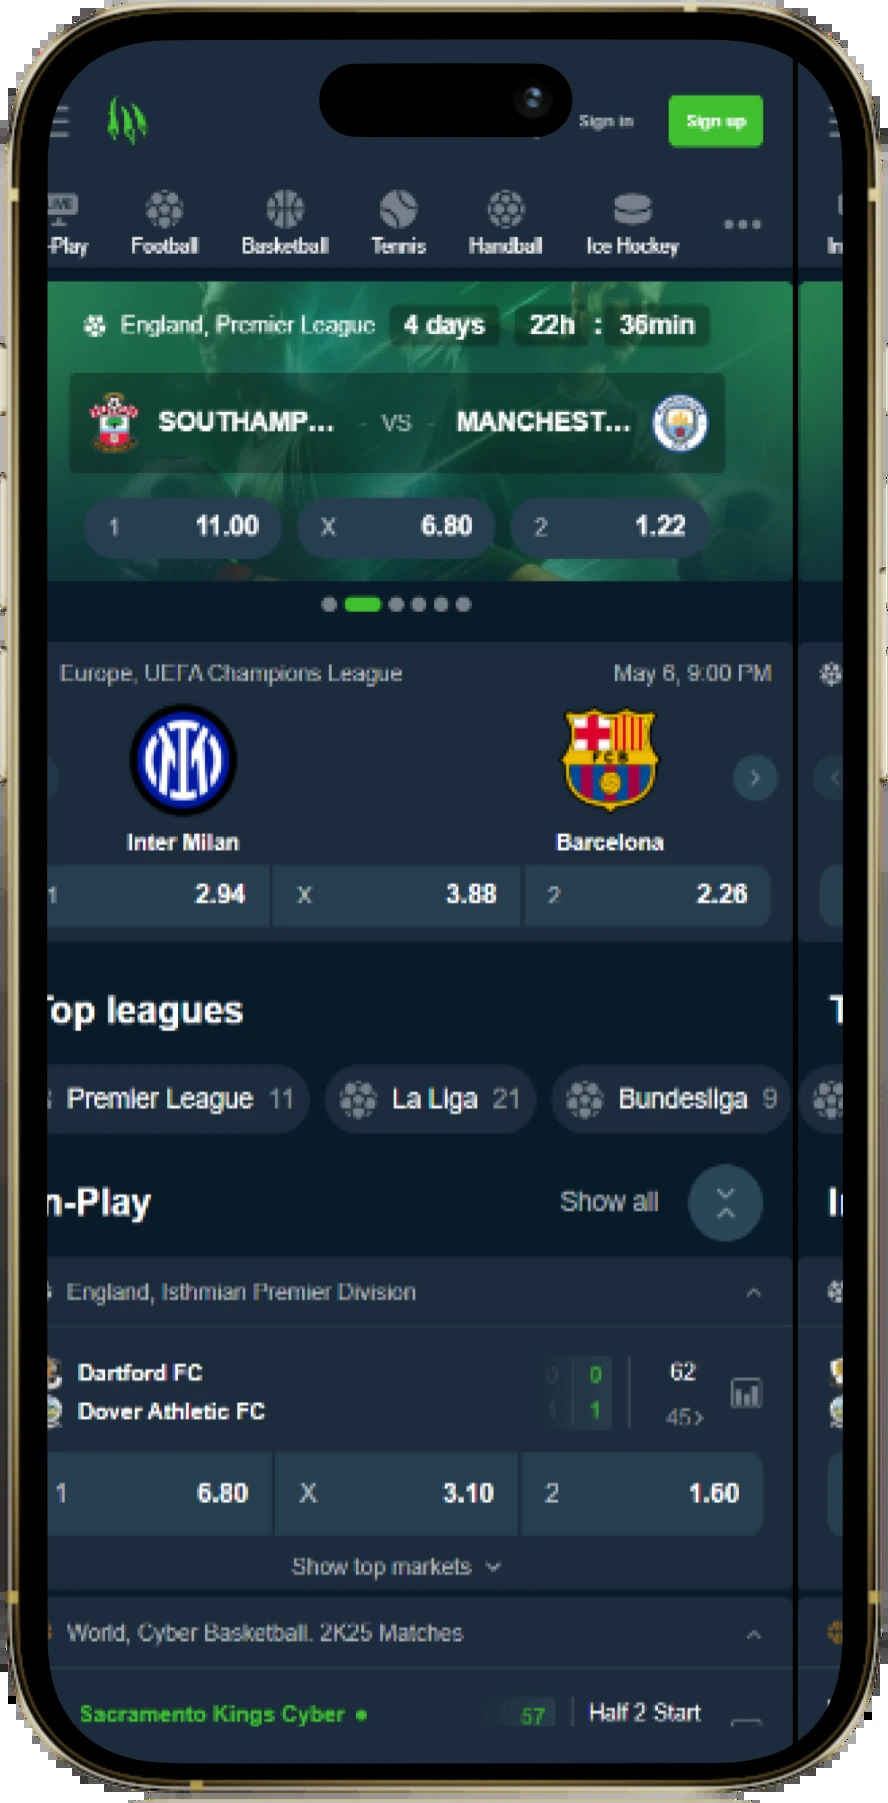 Sign in Sign up
LIVE
-Play Football Basketball Tennis Handball Ice Hockey ••• In
England, Premier League 4 days 22h : 36min
SOUTHAMP... - VS - MANCHEST...
1 11.00 X 6.80 2 1.22
Europe, UEFA Champions League May 6, 9:00 PM
FCB
Inter Milan Barcelona
1 2.94 X 3.88 2 2.26
Top leagues T
Premier League 11 La Liga 21 Bundesliga 9
n-Play Show all I
England, Isthmian Premier Division
Dartford FC 0 0 62
Dover Athletic FC 1 1 45>
1 6.80 X 3.10 2 1.60
Show top markets
World, Cyber Basketball. 2K25 Matches
Sacramento Kings Cyber • 57 Half 2 Start